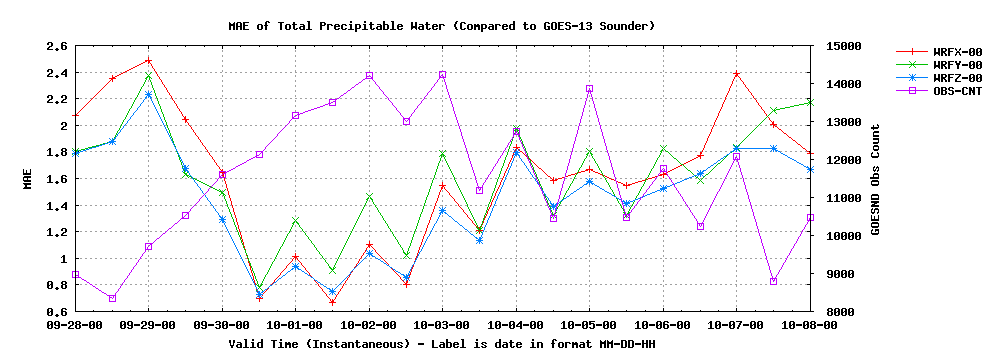 MAE of Total Precipitable Water (Compared to GOES-13 Sounder)
2.6
2.4
2.2
2
1.8
1.6
1.4
1.2
1
0.8
0.6
MAE
15000
14000
13000
12000
11000
10000
9000
8000
GOESND Obs Count
WRFX-00
WRFY-00
WRFZ-00
OBS-CNT
09-28-00 09-29-00 09-30-00 10-01-00 10-02-00 10-03-00 10-04-00 10-05-00 10-06-00 10-07-00 10-08-00
Valid Time (Instantaneous) - Label is date in format MM-DD-HH